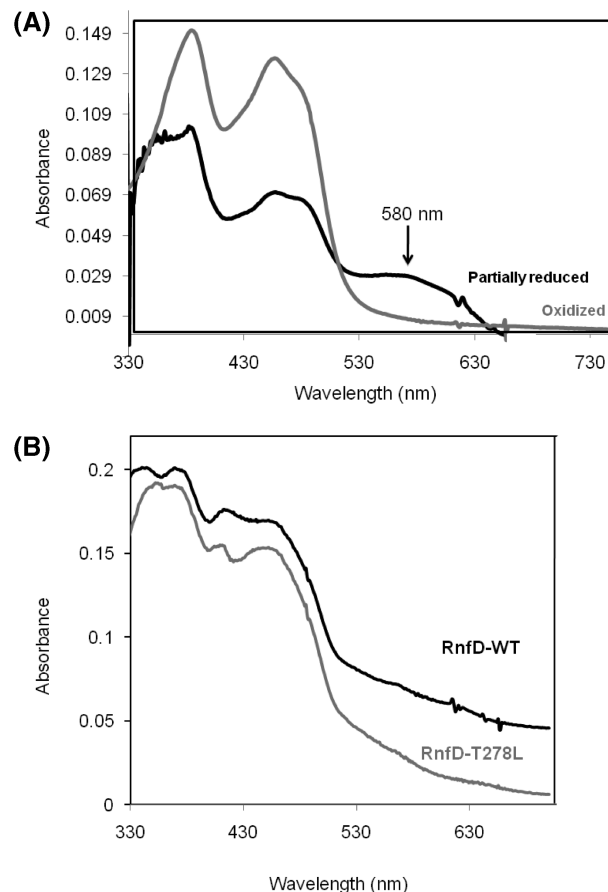 (A)
0.149
0.129
0.109
0.089
0.069
0.049
0.029
0.009
Absorbance
580 nm
Partially reduced
Oxidized
330 430 530 630 730
Wavelength (nm)
(B)
0.2
0.15
0.1
0.05
0
Absorbance
RnfD-WT
RnfD-T278L
330 430 530 630
Wavelength (nm)